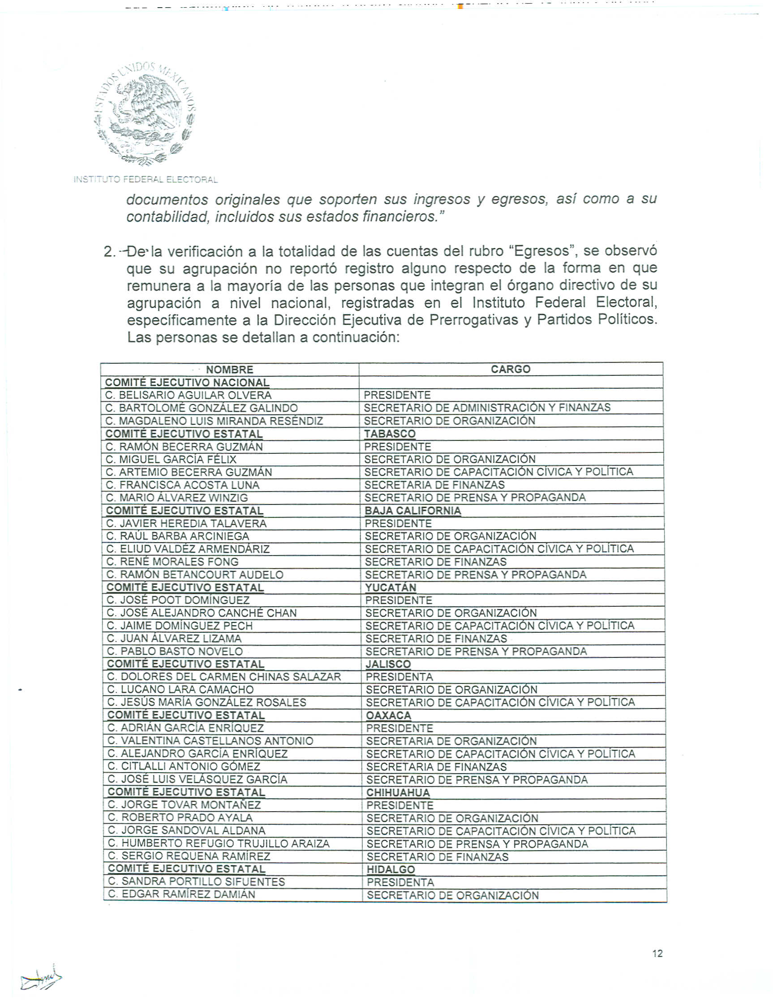 ESTADOS UNIDOS MEXICANOS
INSTITUTO FEDERAL ELECTORAL
documentos originales que soporten sus ingresos y egresos, así como a su
contabilidad, incluidos sus estados financieros.”
2. De la verificación a la totalidad de las cuentas del rubro “Egresos”, se observó
que su agrupación no reportó registro alguno respecto de la forma en que
remunera a la mayoría de las personas que integran el órgano directivo de su
agrupación a nivel nacional, registradas en el Instituto Federal Electoral,
específicamente a la Dirección Ejecutiva de Prerrogativas y Partidos Políticos.
Las personas se detallan a continuación:
NOMBRE CARGO
COMITÉ EJECUTIVO NACIONAL
C. BELISARIO AGUILAR OLVERA PRESIDENTE
C. BARTOLOMÉ GONZÁLEZ GALINDO SECRETARIO DE ADMINISTRACIÓN Y FINANZAS
C. MAGDALENO LUIS MIRANDA RESÉNDIZ SECRETARIO DE ORGANIZACIÓN
COMITÉ EJECUTIVO ESTATAL TABASCO
C. RAMÓN BECERRA GUZMÁN PRESIDENTE
C. MIGUEL GARCÍA FÉLIX SECRETARIO DE ORGANIZACIÓN
C. ARTEMIO BECERRA GUZMÁN SECRETARIO DE CAPACITACIÓN CÍVICA Y POLÍTICA
C. FRANCISCA ACOSTA LUNA SECRETARIA DE FINANZAS
C. MARIO ÁLVAREZ WINZIG SECRETARIO DE PRENSA Y PROPAGANDA
COMITÉ EJECUTIVO ESTATAL BAJA CALIFORNIA
C. JAVIER HEREDIA TALAVERA PRESIDENTE
C. RAÚL BARBA ARCINIEGA SECRETARIO DE ORGANIZACIÓN
C. ELIUD VALDÉZ ARMENDÁRIZ SECRETARIO DE CAPACITACIÓN CÍVICA Y POLÍTICA
C. RENÉ MORALES FONG SECRETARIO DE FINANZAS
C. RAMÓN BETANCOURT AUDELO SECRETARIO DE PRENSA Y PROPAGANDA
COMITÉ EJECUTIVO ESTATAL YUCATÁN
C. JOSÉ POOT DOMÍNGUEZ PRESIDENTE
C. JOSÉ ALEJANDRO CANCHÉ CHAN SECRETARIO DE ORGANIZACIÓN
C. JAIME DOMÍNGUEZ PECH SECRETARIO DE CAPACITACIÓN CÍVICA Y POLÍTICA
C. JUAN ÁLVAREZ LIZAMA SECRETARIO DE FINANZAS
C. PABLO BASTO NOVELO SECRETARIO DE PRENSA Y PROPAGANDA
COMITÉ EJECUTIVO ESTATAL JALISCO
C. DOLORES DEL CARMEN CHINAS SALAZAR PRESIDENTA
C. LUCANO LARA CAMACHO SECRETARIO DE ORGANIZACIÓN
C. JESÚS MARÍA GONZÁLEZ ROSALES SECRETARIO DE CAPACITACIÓN CÍVICA Y POLÍTICA
COMITÉ EJECUTIVO ESTATAL OAXACA
C. ADRIÁN GARCÍA ENRÍQUEZ PRESIDENTE
C. VALENTINA CASTELLANOS ANTONIO SECRETARIA DE ORGANIZACIÓN
C. ALEJANDRO GARCÍA ENRÍQUEZ SECRETARIO DE CAPACITACIÓN CÍVICA Y POLÍTICA
C. CITLALLI ANTONIO GÓMEZ SECRETARIA DE FINANZAS
C. JOSÉ LUIS VELÁSQUEZ GARCÍA SECRETARIO DE PRENSA Y PROPAGANDA
COMITÉ EJECUTIVO ESTATAL CHIHUAHUA
C. JORGE TOVAR MONTAÑEZ PRESIDENTE
C. ROBERTO PRADO AYALA SECRETARIO DE ORGANIZACIÓN
C. JORGE SANDOVAL ALDANA SECRETARIO DE CAPACITACIÓN CÍVICA Y POLÍTICA
C. HUMBERTO REFUGIO TRUJILLO ARAIZA SECRETARIO DE PRENSA Y PROPAGANDA
C. SERGIO REQUENA RAMÍREZ SECRETARIO DE FINANZAS
COMITÉ EJECUTIVO ESTATAL HIDALGO
C. SANDRA PORTILLO SIFUENTES PRESIDENTA
C. EDGAR RAMÍREZ DAMIÁN SECRETARIO DE ORGANIZACIÓN
12